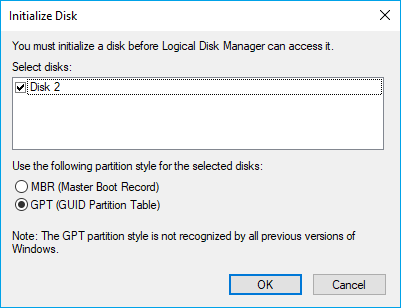 Initialize Disk
You must initialize a disk before Logical Disk Manager can access it.
Select disks:
Disk 2
Use the following partition style for the selected disks:
MBR (Master Boot Record)
GPT (GUID Partition Table)
Note: The GPT partition style is not recognized by all previous versions of
Windows.
OK Cancel